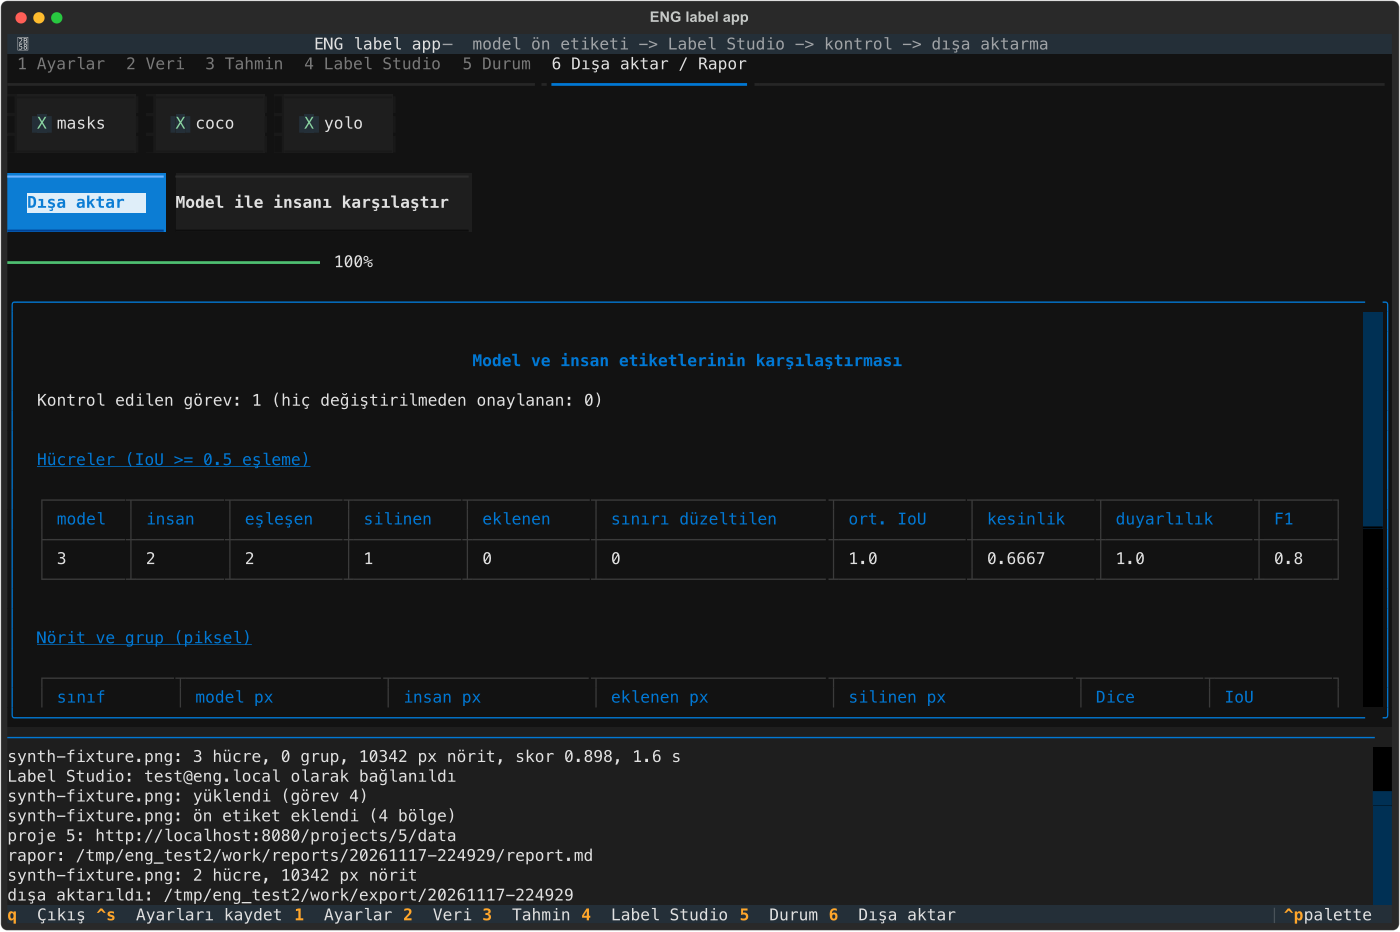 ENG label app
ENG label app— model ön etiketi -> Label Studio -> kontrol -> dışa aktarma
1 Ayarlar 2 Veri 3 Tahmin 4 Label Studio 5 Durum 6 Dışa aktar / Rapor
X masks X coco X yolo
Dışa aktar Model ile insanı karşılaştır
100%
Model ve insan etiketlerinin karşılaştırması
Kontrol edilen görev: 1 (hiç değiştirilmeden onaylanan: 0)
Hücreler (IoU >= 0.5 eşleme)
model insan eşleşen silinen eklenen sınırı düzeltilen ort. IoU kesinlik duyarlılık F1
3 2 2 1 0 0 1.0 0.6667 1.0 0.8
Nörit ve grup (piksel)
sınıf model px insan px eklenen px silinen px Dice IoU
synth-fixture.png: 3 hücre, 0 grup, 10342 px nörit, skor 0.898, 1.6 s
Label Studio: test@eng.local olarak bağlanıldı
synth-fixture.png: yüklendi (görev 4)
synth-fixture.png: ön etiket eklendi (4 bölge)
proje 5: http://localhost:8080/projects/5/data
rapor: /tmp/eng_test2/work/reports/20261117-224929/report.md
synth-fixture.png: 2 hücre, 10342 px nörit
dışa aktarıldı: /tmp/eng_test2/work/export/20261117-224929
q Çıkış ^s Ayarları kaydet 1 Ayarlar 2 Veri 3 Tahmin 4 Label Studio 5 Durum 6 Dışa aktar ^p palette